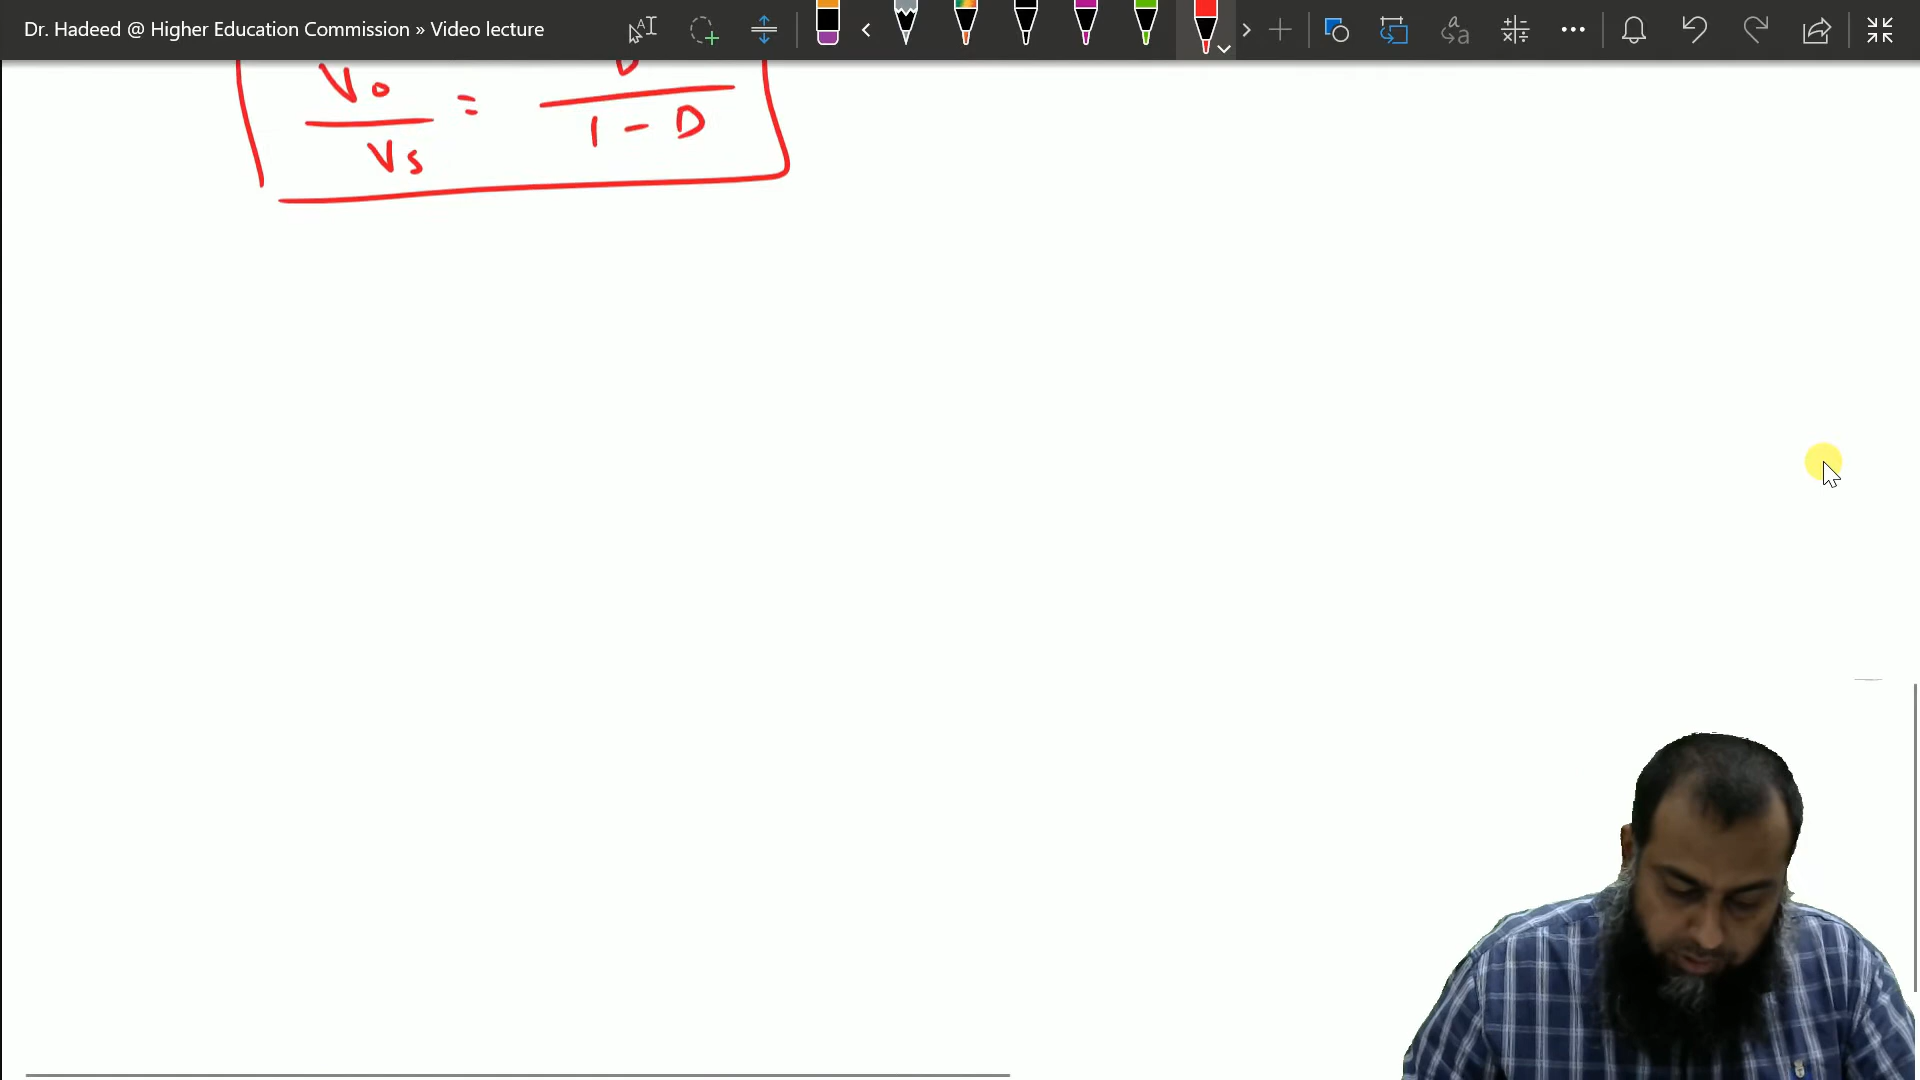 Dr. Hadeed @ Higher Education Commission » Video lecture
Vo
=
Vs
1 - D